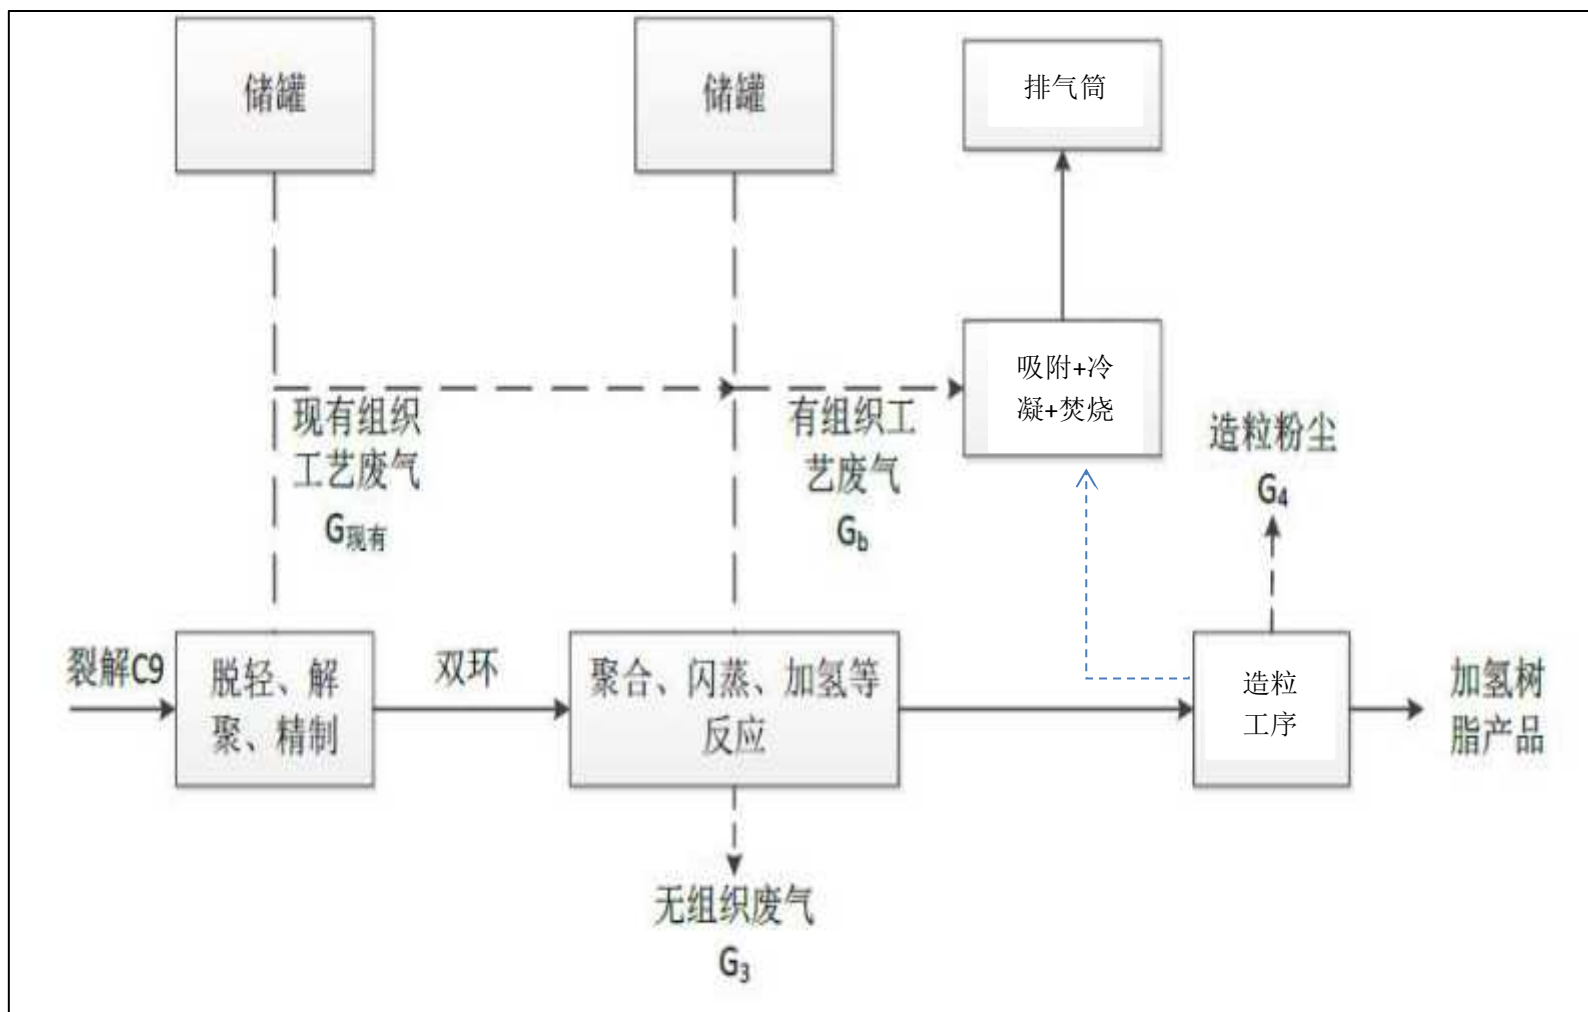 储罐
储罐
排气筒
吸附+冷
凝+焚烧
现有组织
工艺废气
G现有
有组织工
艺废气
Gb
造粒粉尘
G4
裂解C9
脱轻、解
聚、精制
双环
聚合、闪蒸、加氢等
反应
造粒
工序
加氢树
脂产品
无组织废气
G3